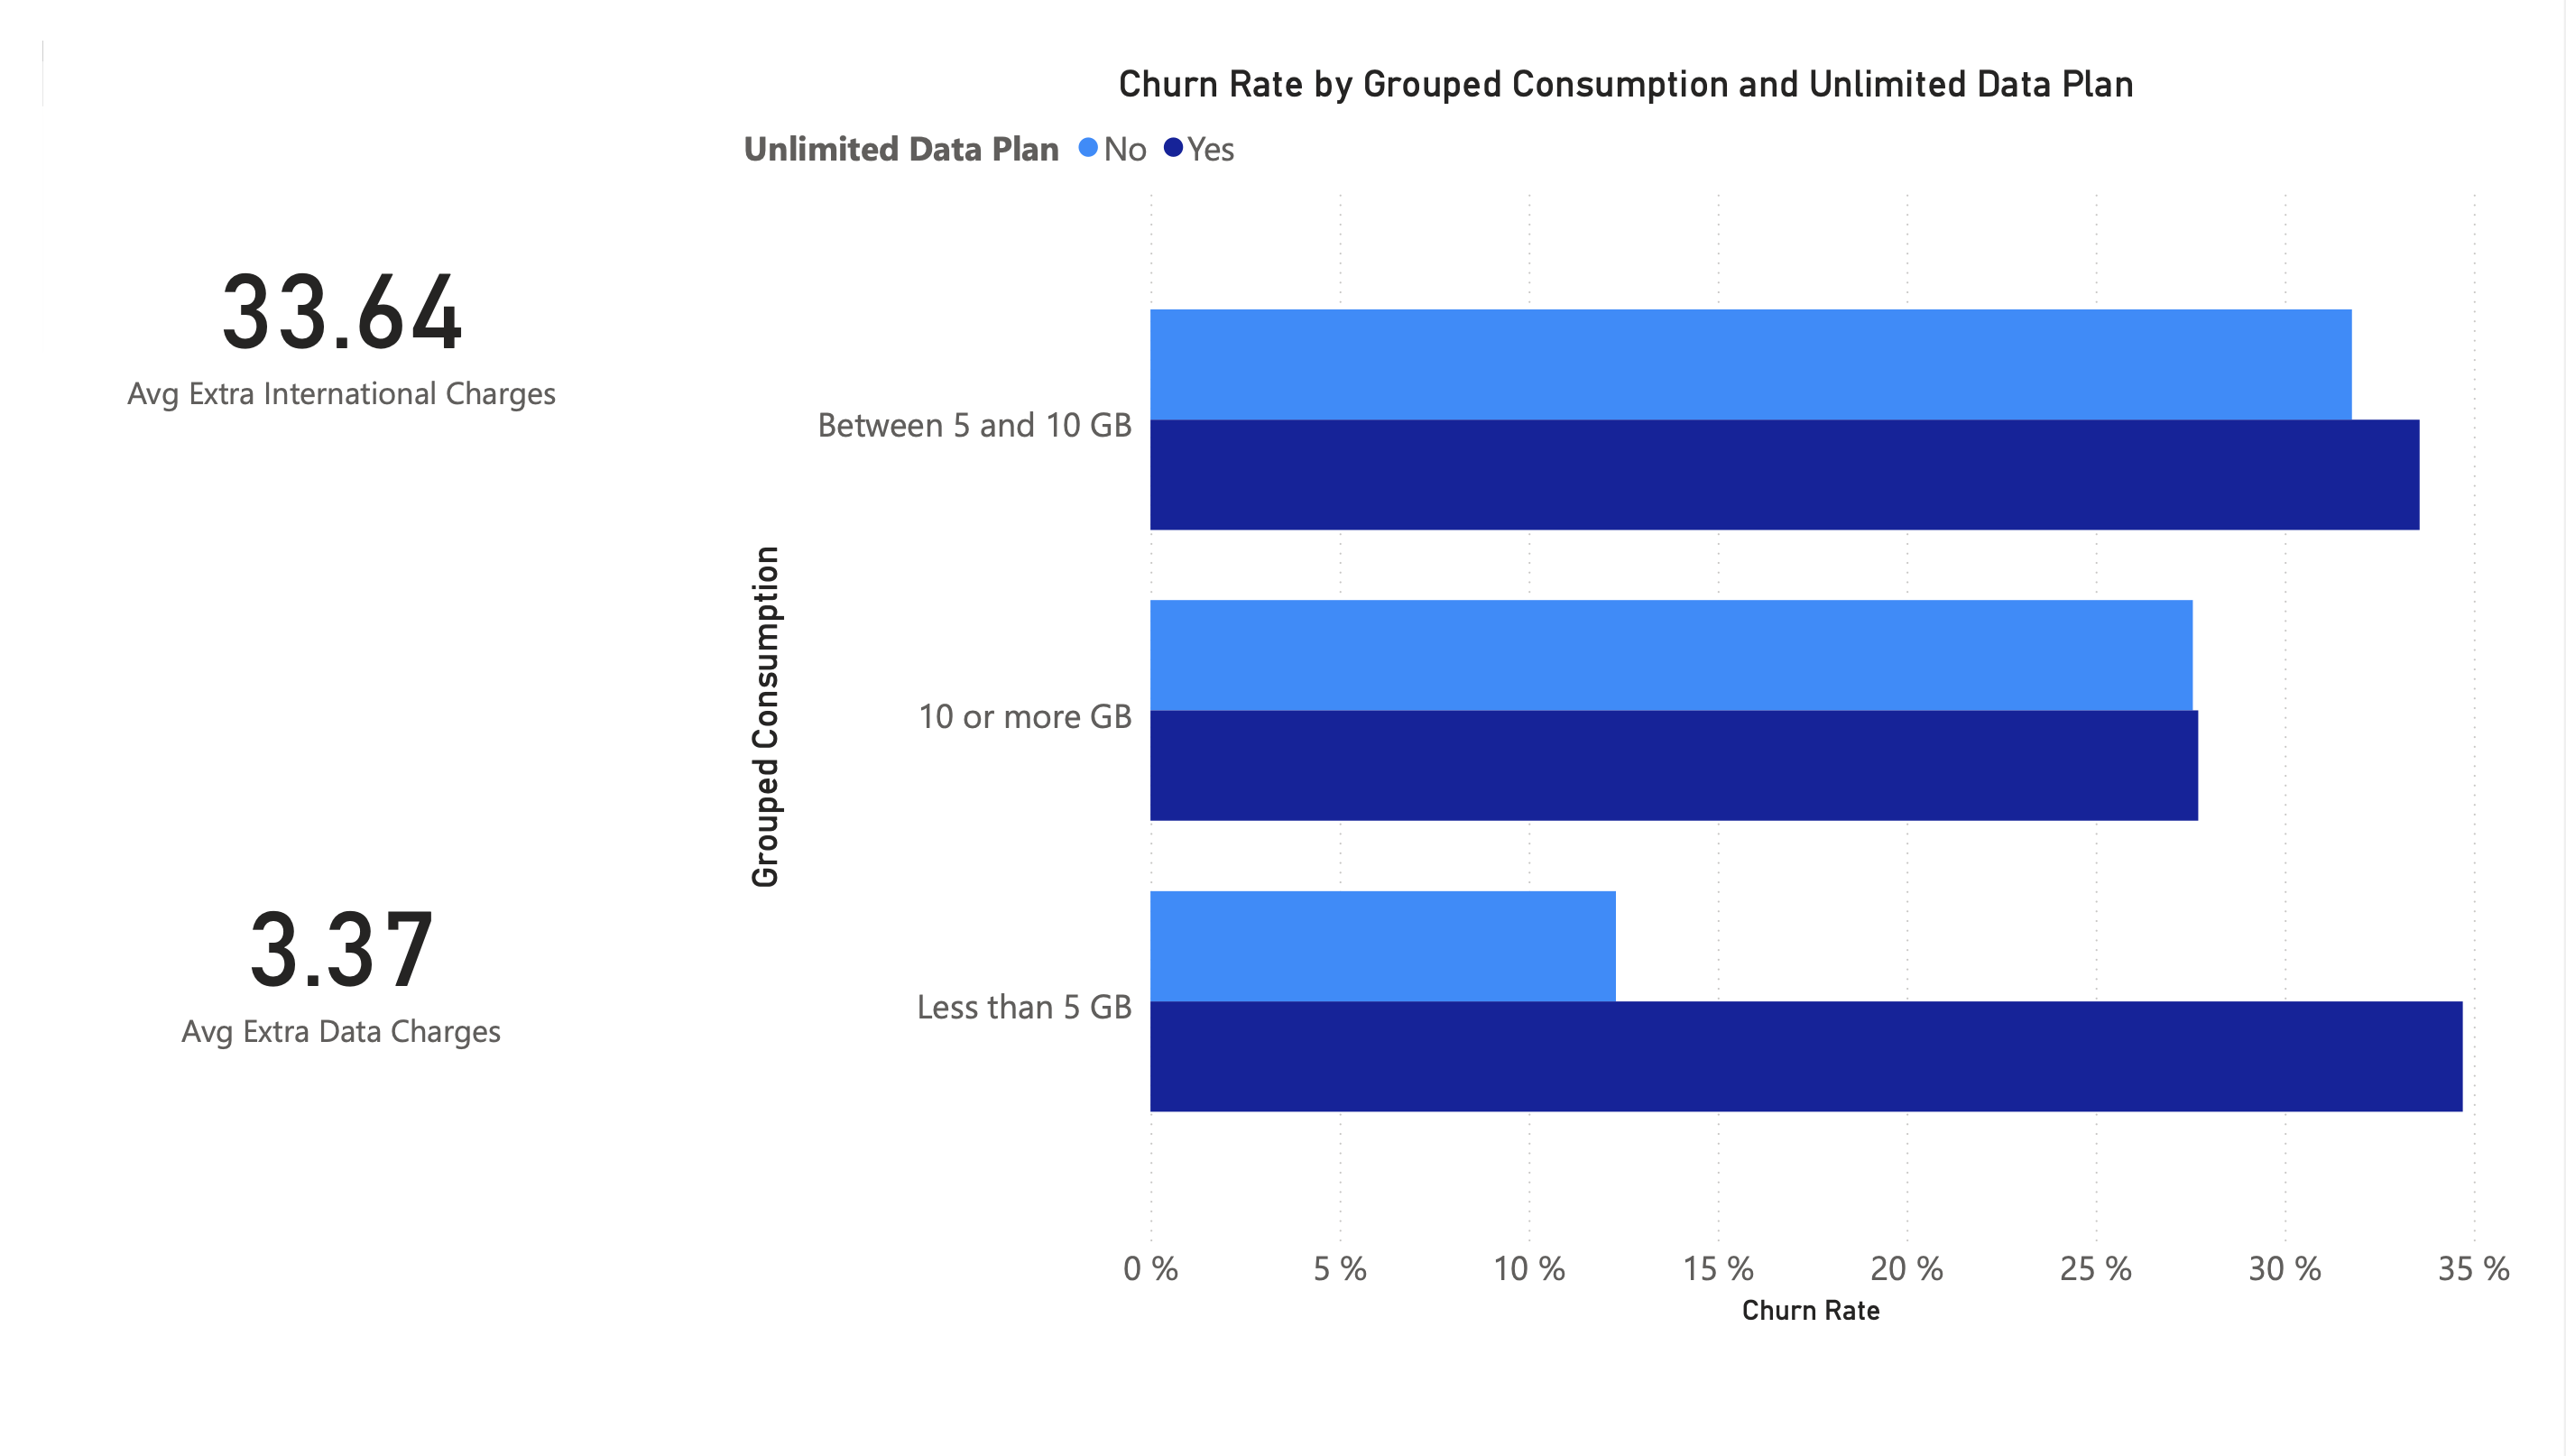 33.64
Avg Extra International Charges
3.37
Avg Extra Data Charges
Churn Rate by Grouped Consumption and Unlimited Data Plan
Unlimited Data Plan No Yes
Grouped Consumption
Between 5 and 10 GB
10 or more GB
Less than 5 GB
0 % 5 % 10 % 15 % 20 % 25 % 30 % 35 %
Churn Rate